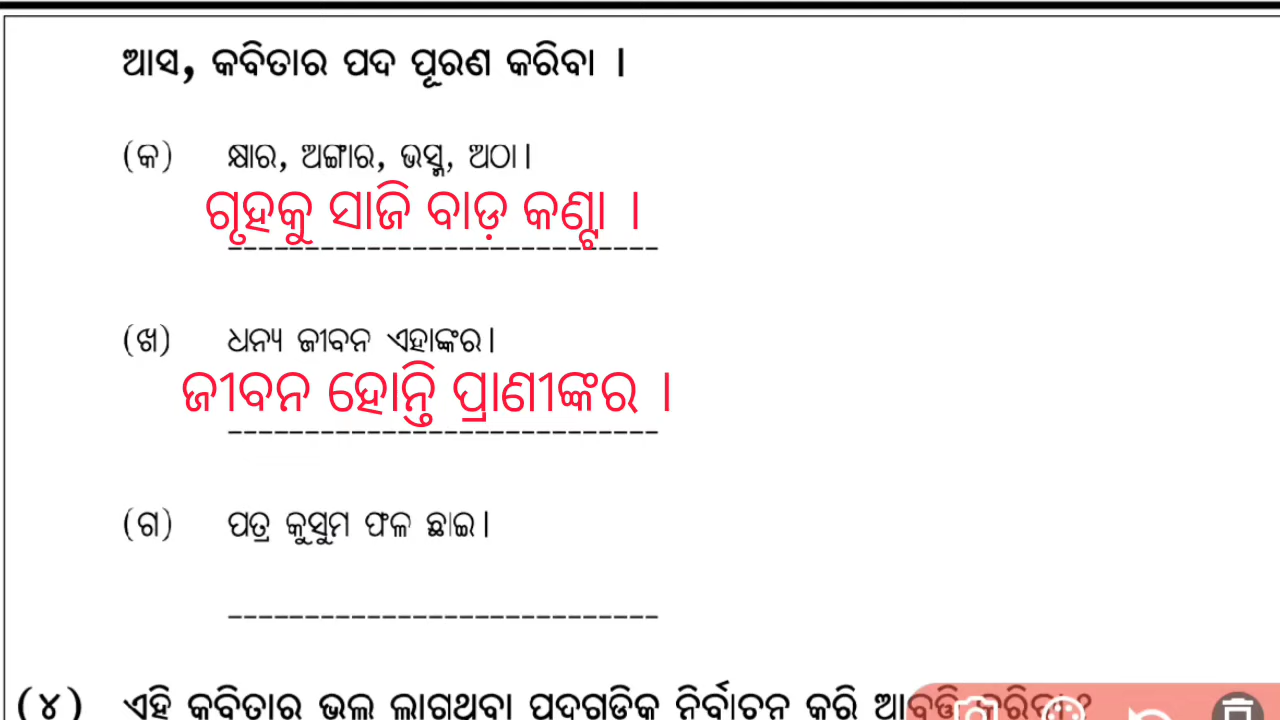 ଆସ, କବିତାର ପଦ ପୂରଣ କରିବା ।
(କ) କ୍ଷାର, ଅଙ୍ଗାର, ଭସ୍ମ, ଅଠା।
ଗୃହକୁ ସାଜି ବାଡ଼ କଣ୍ଟା ।
(ଖ) ଧନ୍ୟ ଜୀବନ ଏହାଙ୍କର।
ଜୀବନ ହୋନ୍ତି ପ୍ରାଣୀଙ୍କର ।
(ଗ) ପତ୍ର କୁସୁମ ଫଳ ଛାଇ।
(୪) ଏହି କବିତାର ଭଲ ଲାଗୁଥିବା ପଦଗୁଡ଼ିକ ନିର୍ବାଚନ କରି